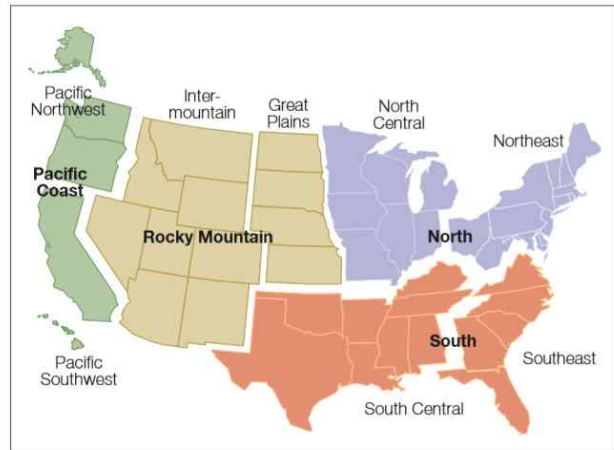 Pacific
Northwest
Inter-
mountain
Great
Plains
North
Central
Northeast
Pacific
Coast
Rocky Mountain
North
South
Pacific
Southwest
Southeast
South Central